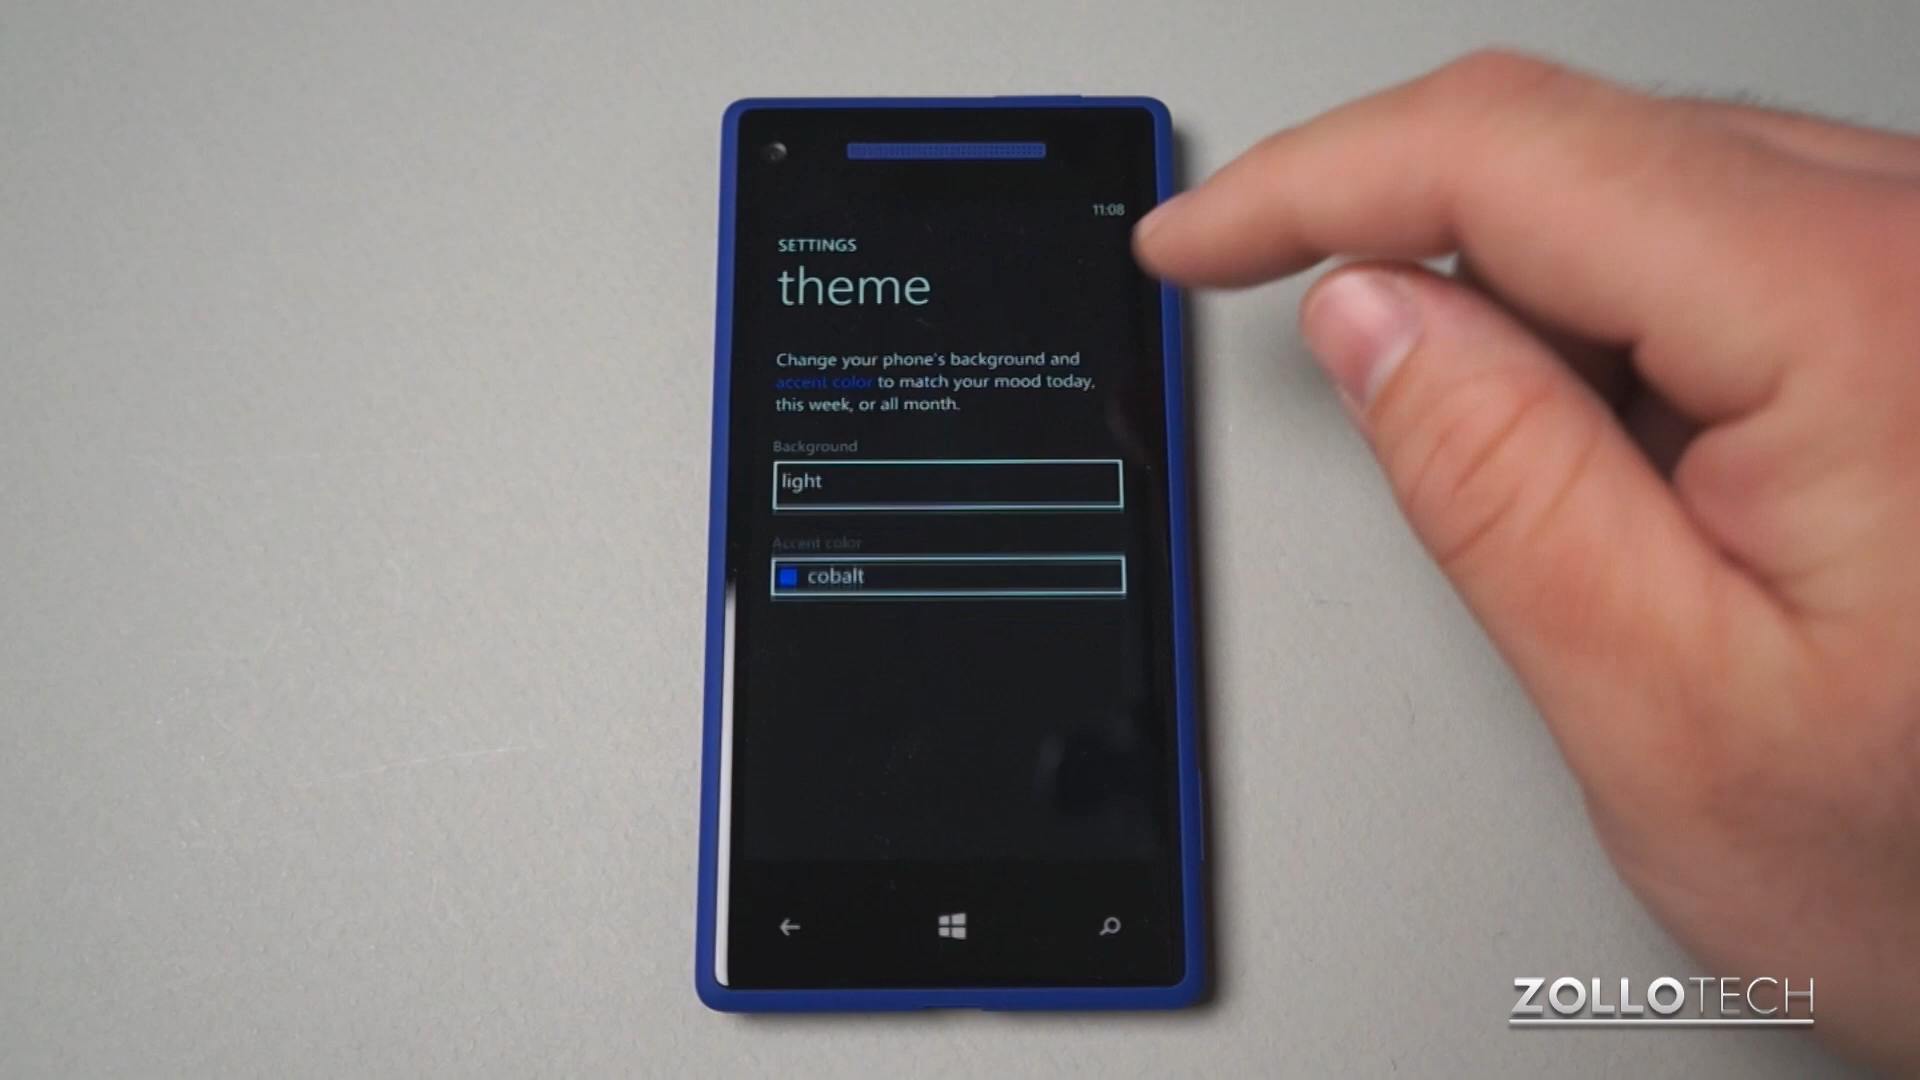 11:08
SETTINGS
theme
Change your phone's background and
accent color to match your mood today,
this week, or all month.
Background
light
Accent color
cobalt
ZOLLOTECH